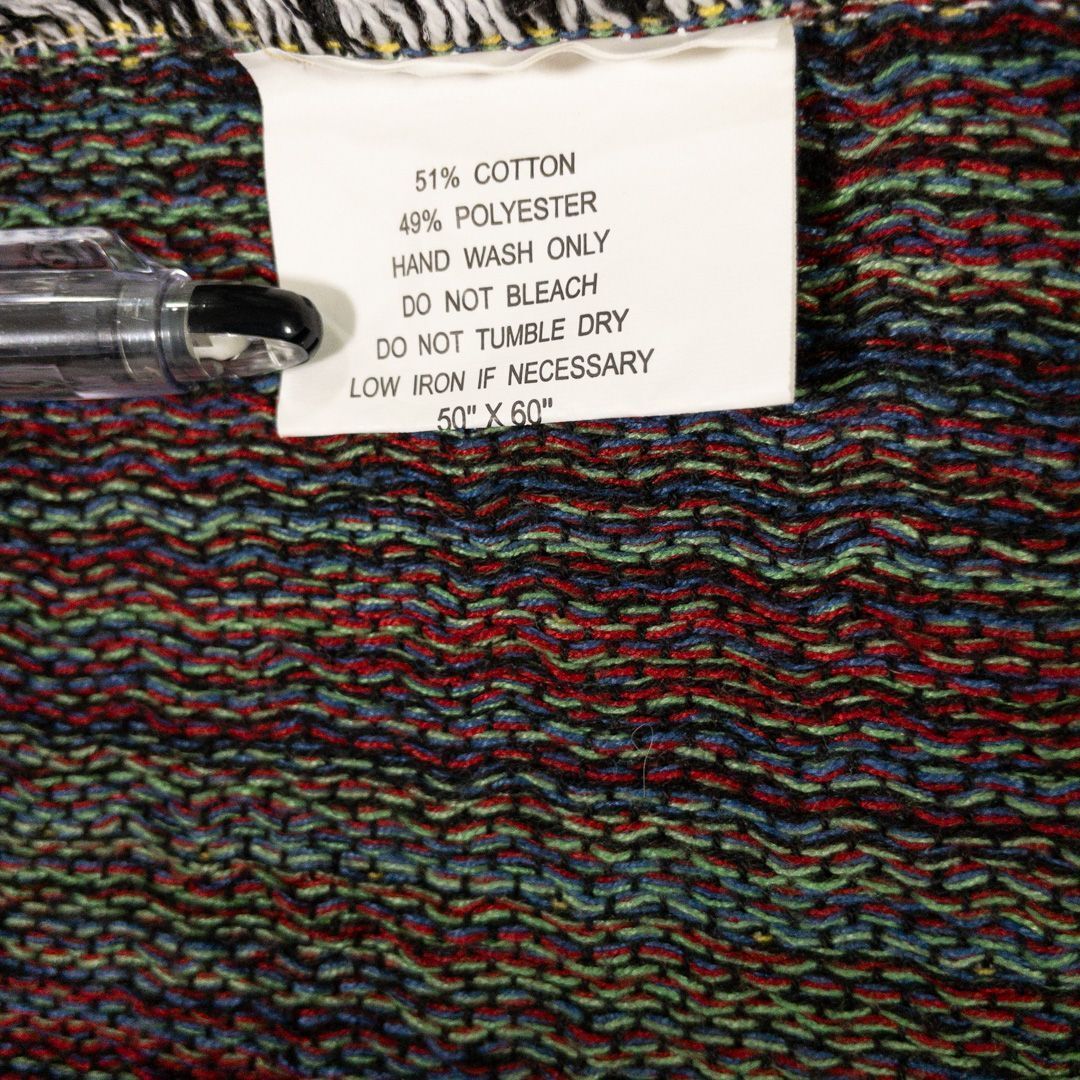 51% COTTON
49% POLYESTER
HAND WASH ONLY
DO NOT BLEACH
DO NOT TUMBLE DRY
LOW IRON IF NECESSARY
50" X 60"